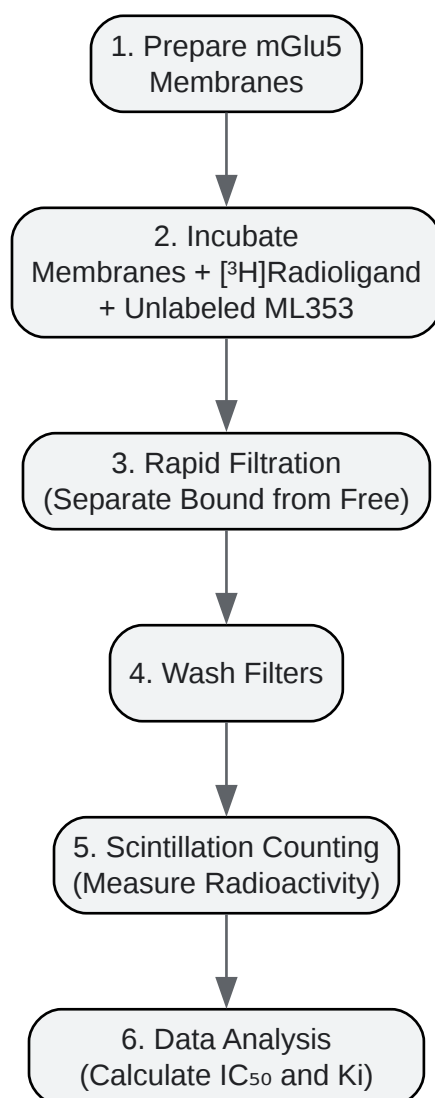 1. Prepare mGlu5
Membranes
2. Incubate
Membranes + [³H]Radioligand
+ Unlabeled ML353
3. Rapid Filtration
(Separate Bound from Free)
4. Wash Filters
5. Scintillation Counting
(Measure Radioactivity)
6. Data Analysis
(Calculate IC₅₀ and Ki)